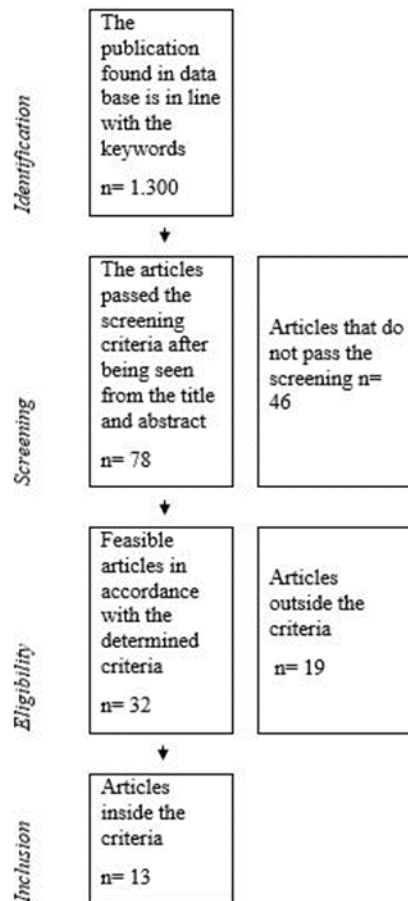 Identification
The
publication
found in data
base is in line
with the
keywords
n= 1.300
Screening
The articles
passed the
screening
criteria after
being seen
from the title
and abstract
n= 78
Articles that do
not pass the
screening n=
46
Eligibility
Feasible
articles in
accordance
with the
determined
criteria
n= 32
Articles
outside the
criteria
n= 19
Inclusion
Articles
inside the
criteria
n= 13